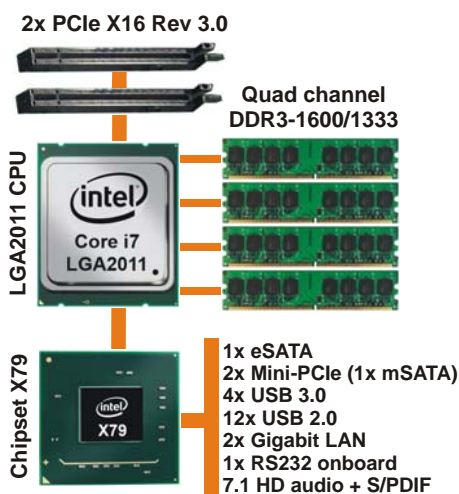 2x PCIe X16 Rev 3.0
Quad channel
DDR3-1600/1333
LGA2011 CPU
intel
Core i7
LGA2011
Chipset X79
intel
X79
1x eSATA
2x Mini-PCIe (1x mSATA)
4x USB 3.0
12x USB 2.0
2x Gigabit LAN
1x RS232 onboard
7.1 HD audio + S/PDIF